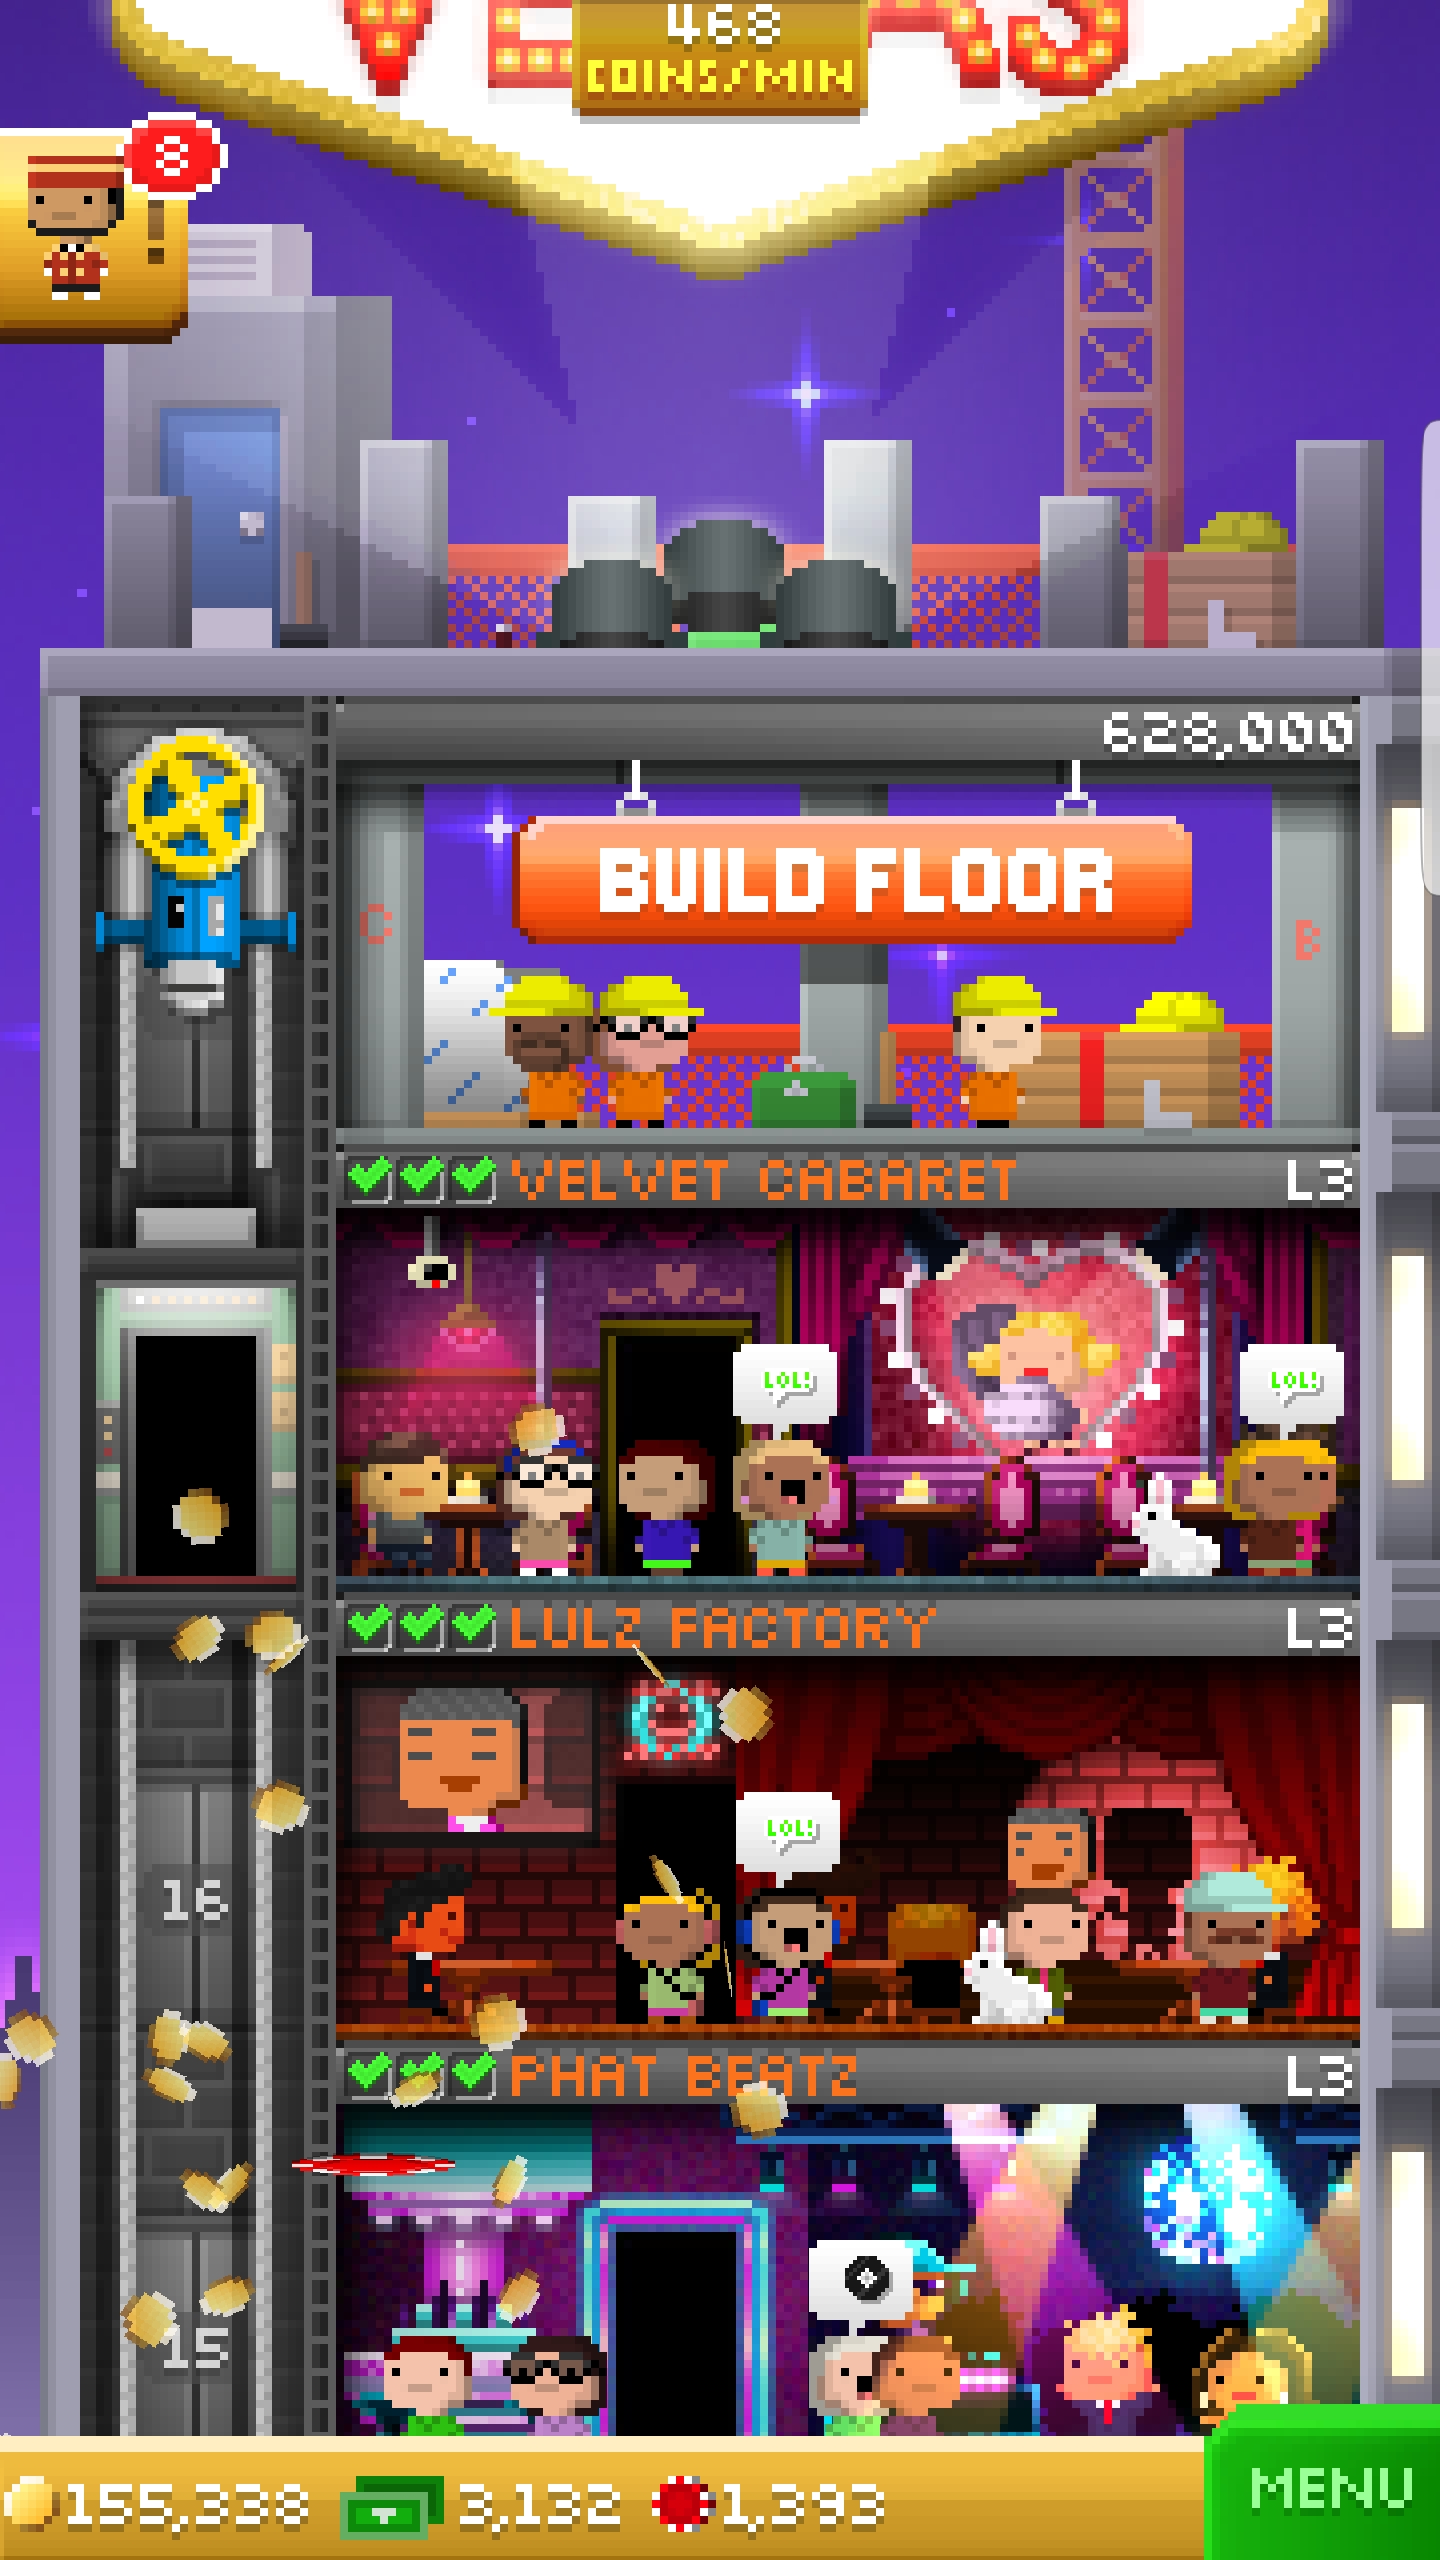 468
COINS/MIN
8
628,000
BUILD FLOOR
C
B
VELVET CABARET L3
LOL!
LOL!
LULZ FACTORY L3
LOL!
16
PHAT BEATZ L3
15
155,338 3,132 1,393
MENU